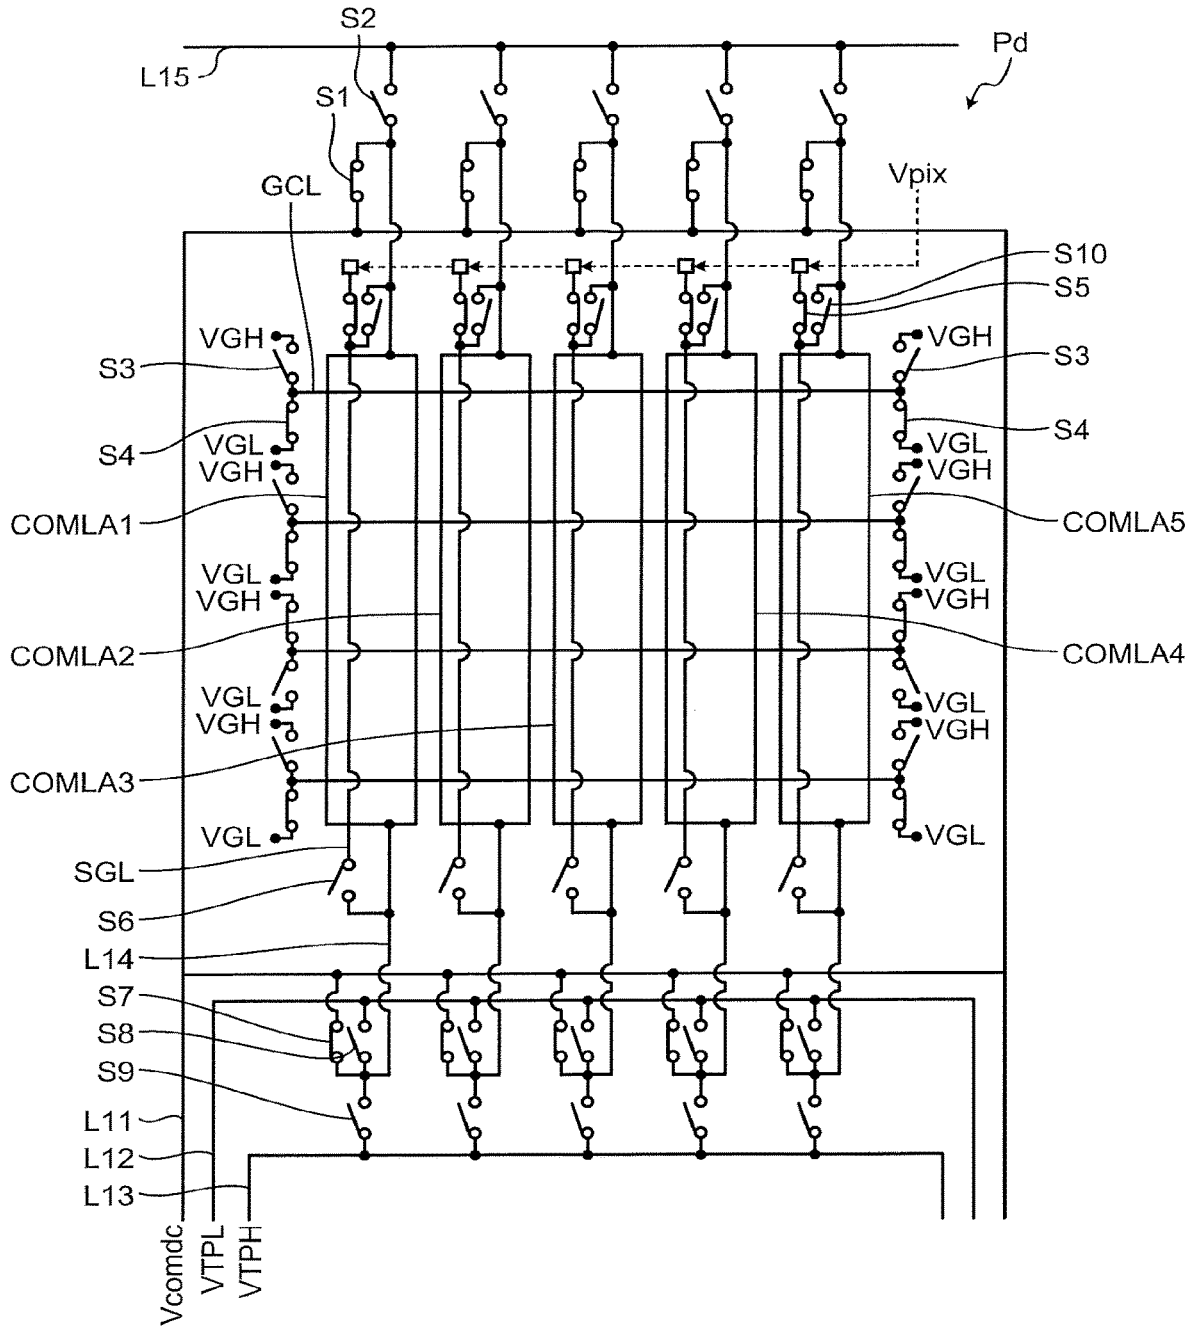 S2
Pd
L15
S1
Vpix
GCL
S10
S5
VGH
VGH
S3
S3
S4
S4
VGL
VGL
VGH
VGH
COMLA1
COMLA5
VGL
VGL
VGH
VGH
COMLA2
COMLA4
VGL
VGL
VGH
VGH
COMLA3
VGL
VGL
SGL
S6
L14
S7
S8
S9
L11
L12
L13
Vcomdc
VTPL
VTPH